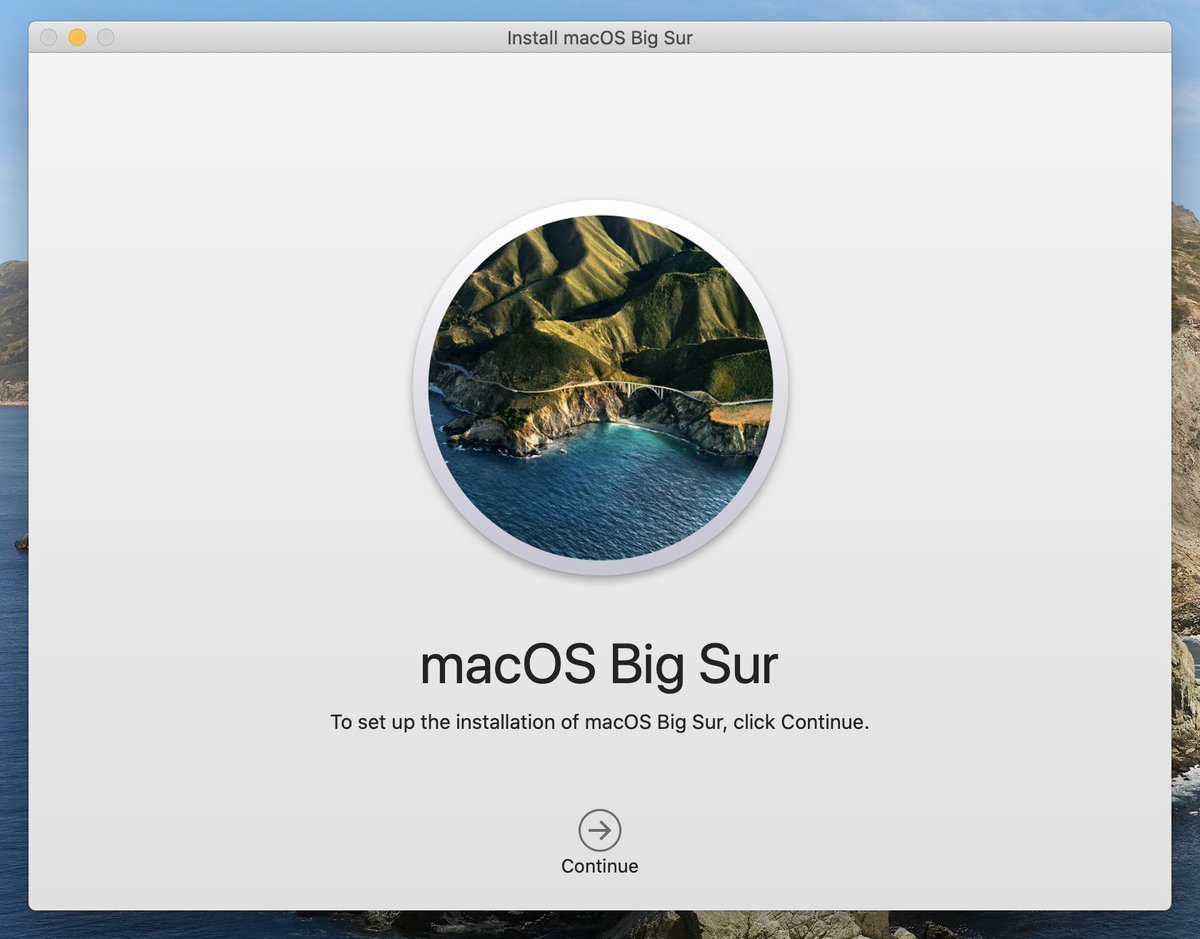 Install macOS Big Sur
macOS Big Sur
To set up the installation of macOS Big Sur, click Continue.
Continue